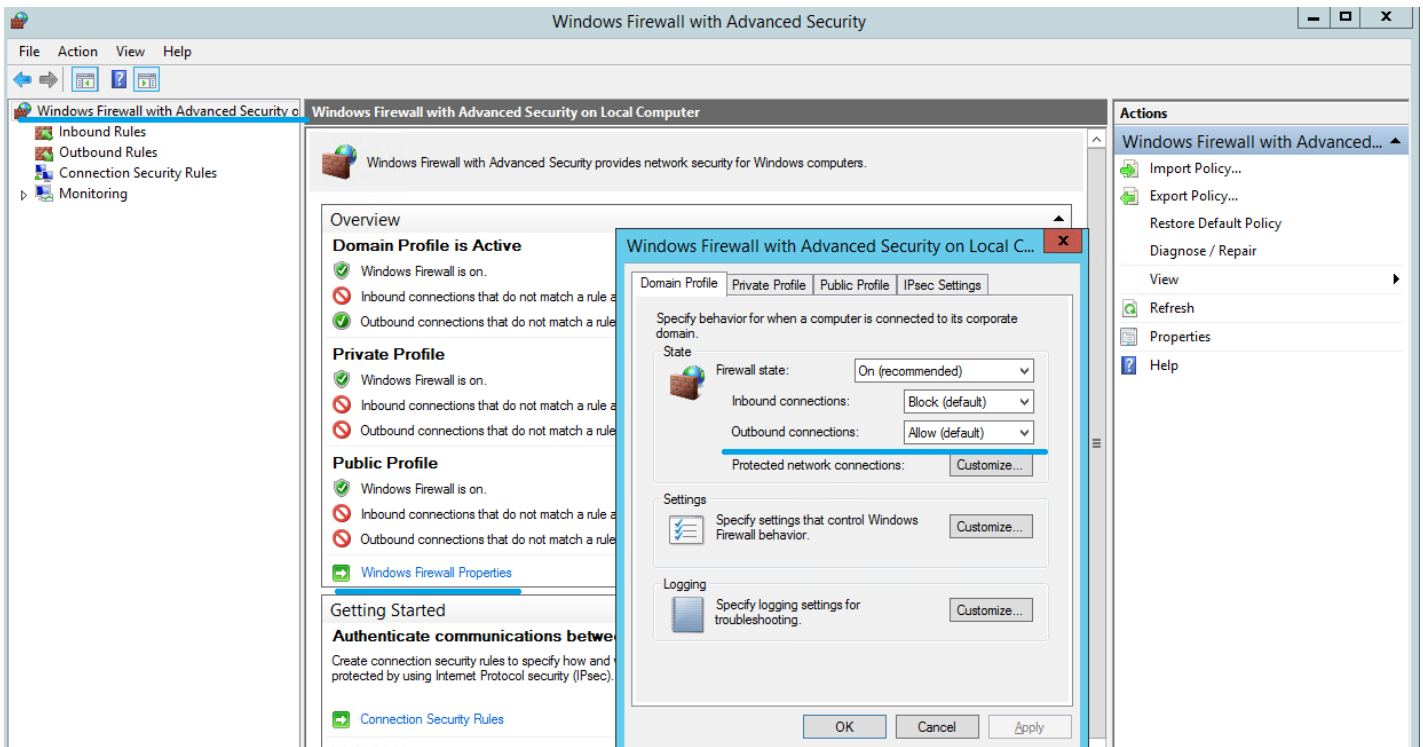 Windows Firewall with Advanced Security
File Action View Help
Windows Firewall with Advanced Security o
Inbound Rules
Outbound Rules
Connection Security Rules
Monitoring
Windows Firewall with Advanced Security on Local Computer
Windows Firewall with Advanced Security provides network security for Windows computers.
Overview
Domain Profile is Active
Windows Firewall is on.
Inbound connections that do not match a rule a
Outbound connections that do not match a rule
Private Profile
Windows Firewall is on.
Inbound connections that do not match a rule a
Outbound connections that do not match a rule
Public Profile
Windows Firewall is on.
Inbound connections that do not match a rule a
Outbound connections that do not match a rule
Windows Firewall Properties
Getting Started
Authenticate communications betwe
Create connection security rules to specify how and
protected by using Internet Protocol security (IPsec).
Connection Security Rules
Windows Firewall with Advanced Security on Local C...
Domain Profile Private Profile Public Profile IPsec Settings
Specify behavior for when a computer is connected to its corporate
domain.
State
Firewall state: On (recommended)
Inbound connections: Block (default)
Outbound connections: Allow (default)
Protected network connections: Customize...
Settings
Specify settings that control Windows
Firewall behavior.
Customize...
Logging
Specify logging settings for
troubleshooting.
Customize...
OK Cancel Apply
Actions
Windows Firewall with Advanced...
Import Policy...
Export Policy...
Restore Default Policy
Diagnose / Repair
View
Refresh
Properties
Help